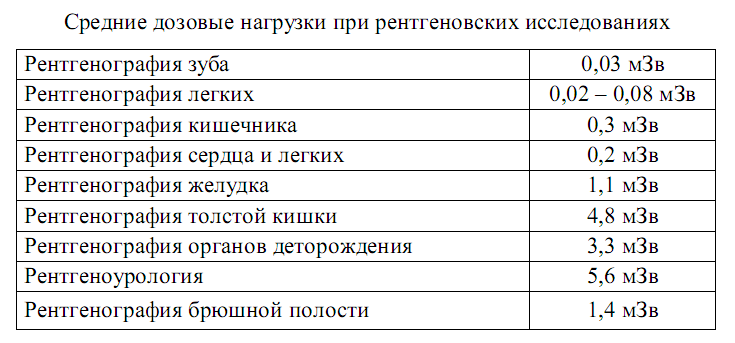 Средние дозовые нагрузки при рентгеновских исследованиях
Рентгенография зуба 0,03 мЗв
Рентгенография легких 0,02 – 0,08 мЗв
Рентгенография кишечника 0,3 мЗв
Рентгенография сердца и легких 0,2 мЗв
Рентгенография желудка 1,1 мЗв
Рентгенография толстой кишки 4,8 мЗв
Рентгенография органов деторождения 3,3 мЗв
Рентгеноурология 5,6 мЗв
Рентгенография брюшной полости 1,4 мЗв